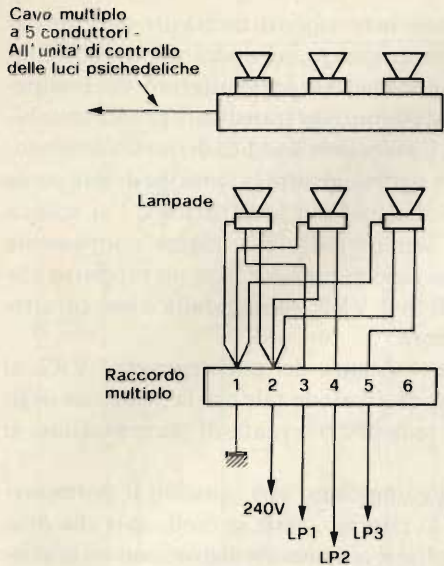 Cavo multiplo
a 5 conduttori -
All' unita' di controllo
delle luci psichedeliche
Lampade
Raccordo
multiplo
1 2 3 4 5 6
240V
LP1
LP2
LP3